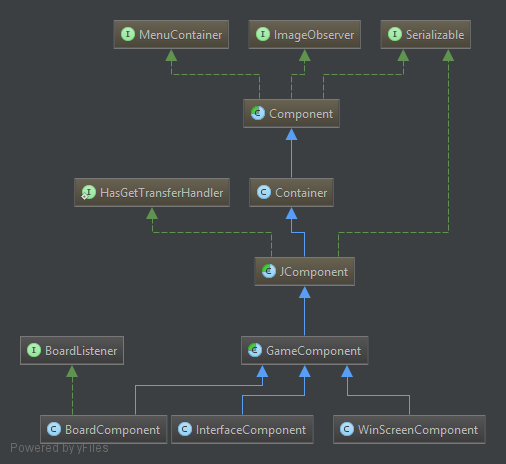 MenuContainer
ImageObserver
Serializable
Component
HasGetTransferHandler
Container
JComponent
BoardListener
GameComponent
BoardComponent
InterfaceComponent
WinScreenComponent
Powered by yFiles